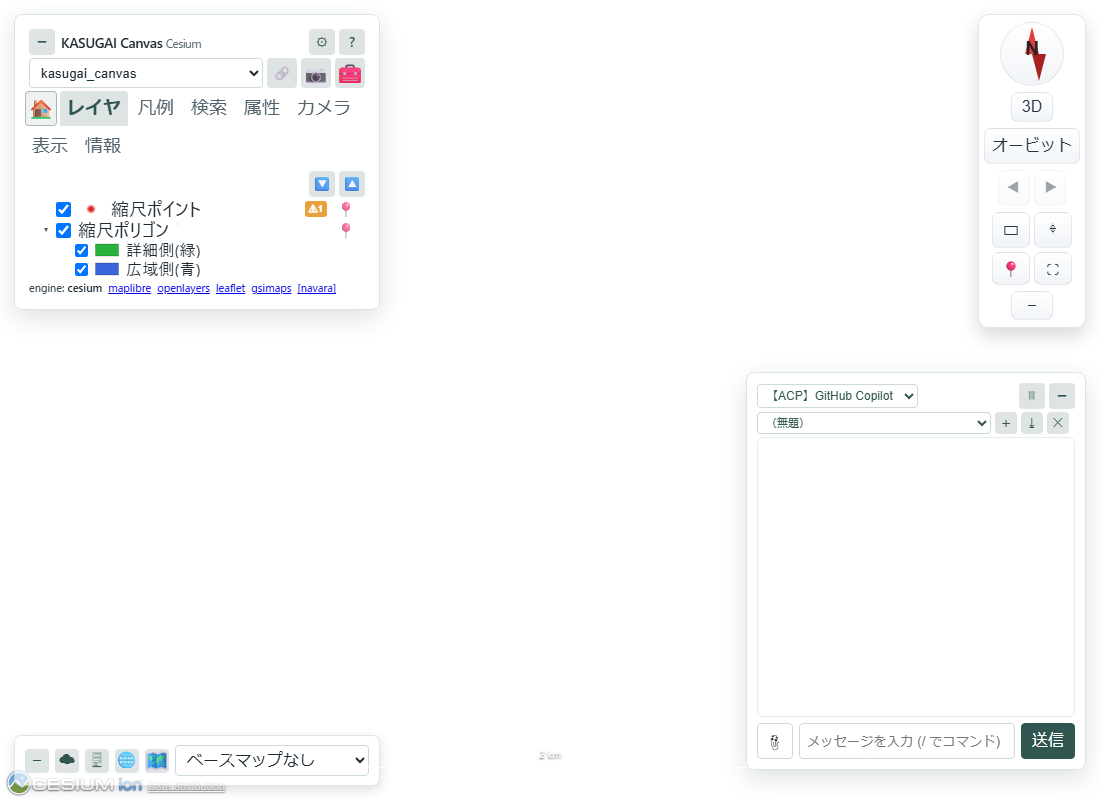 − KASUGAI Canvas Cesium ?
kasugai_canvas
レイヤ 凡例 検索 属性 カメラ
表示 情報
縮尺ポイント ⚠1
縮尺ポリゴン
詳細側(緑)
広域側(青)
engine: cesium maplibre openlayers leaflet gsimaps [navara]
N
3D
オービット
◀ ▶
−
【ACP】GitHub Copilot −
（無題） +
メッセージを入力 (/ でコマンド) 送信
− ベースマップなし
2 km
CESIUM ion Data attribution